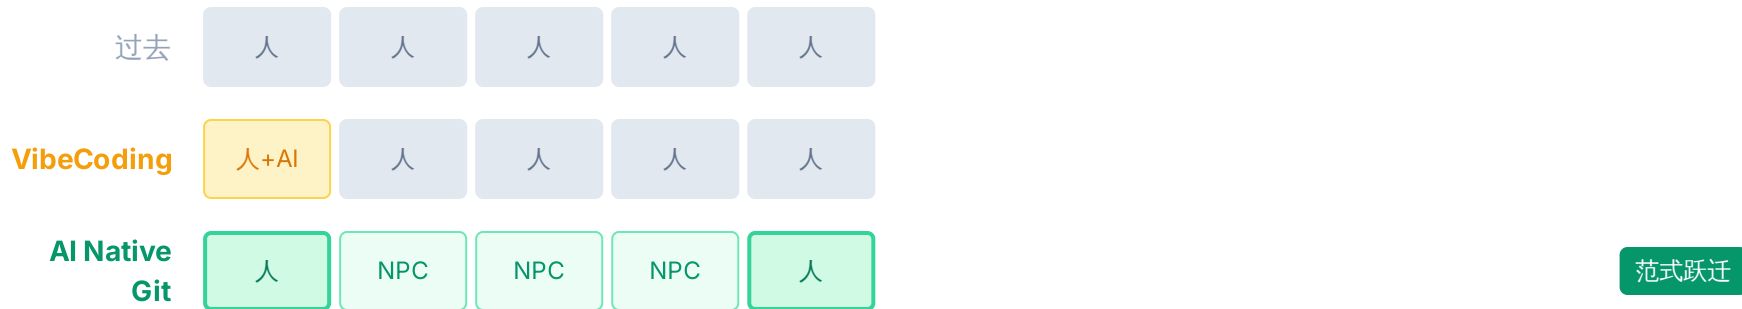 过去 人 人 人 人 人
VibeCoding 人+AI 人 人 人 人
AI Native
Git
人 NPC NPC NPC 人 范式跃迁